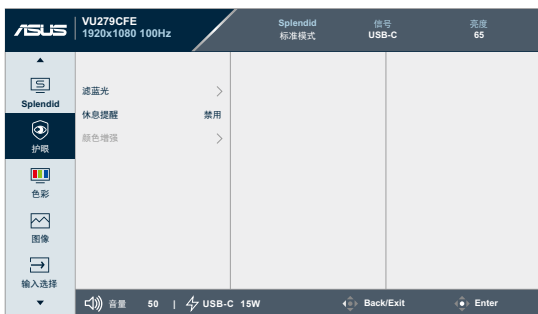 ASUS
VU279CFE
1920x1080 100Hz
Splendid
标准模式
信号
USB-C
亮度
65
Splendid
护眼
色彩
图像
输入选择
滤蓝光
休息提醒 禁用
颜色增强
音量 50 | USB-C 15W
Back/Exit
Enter